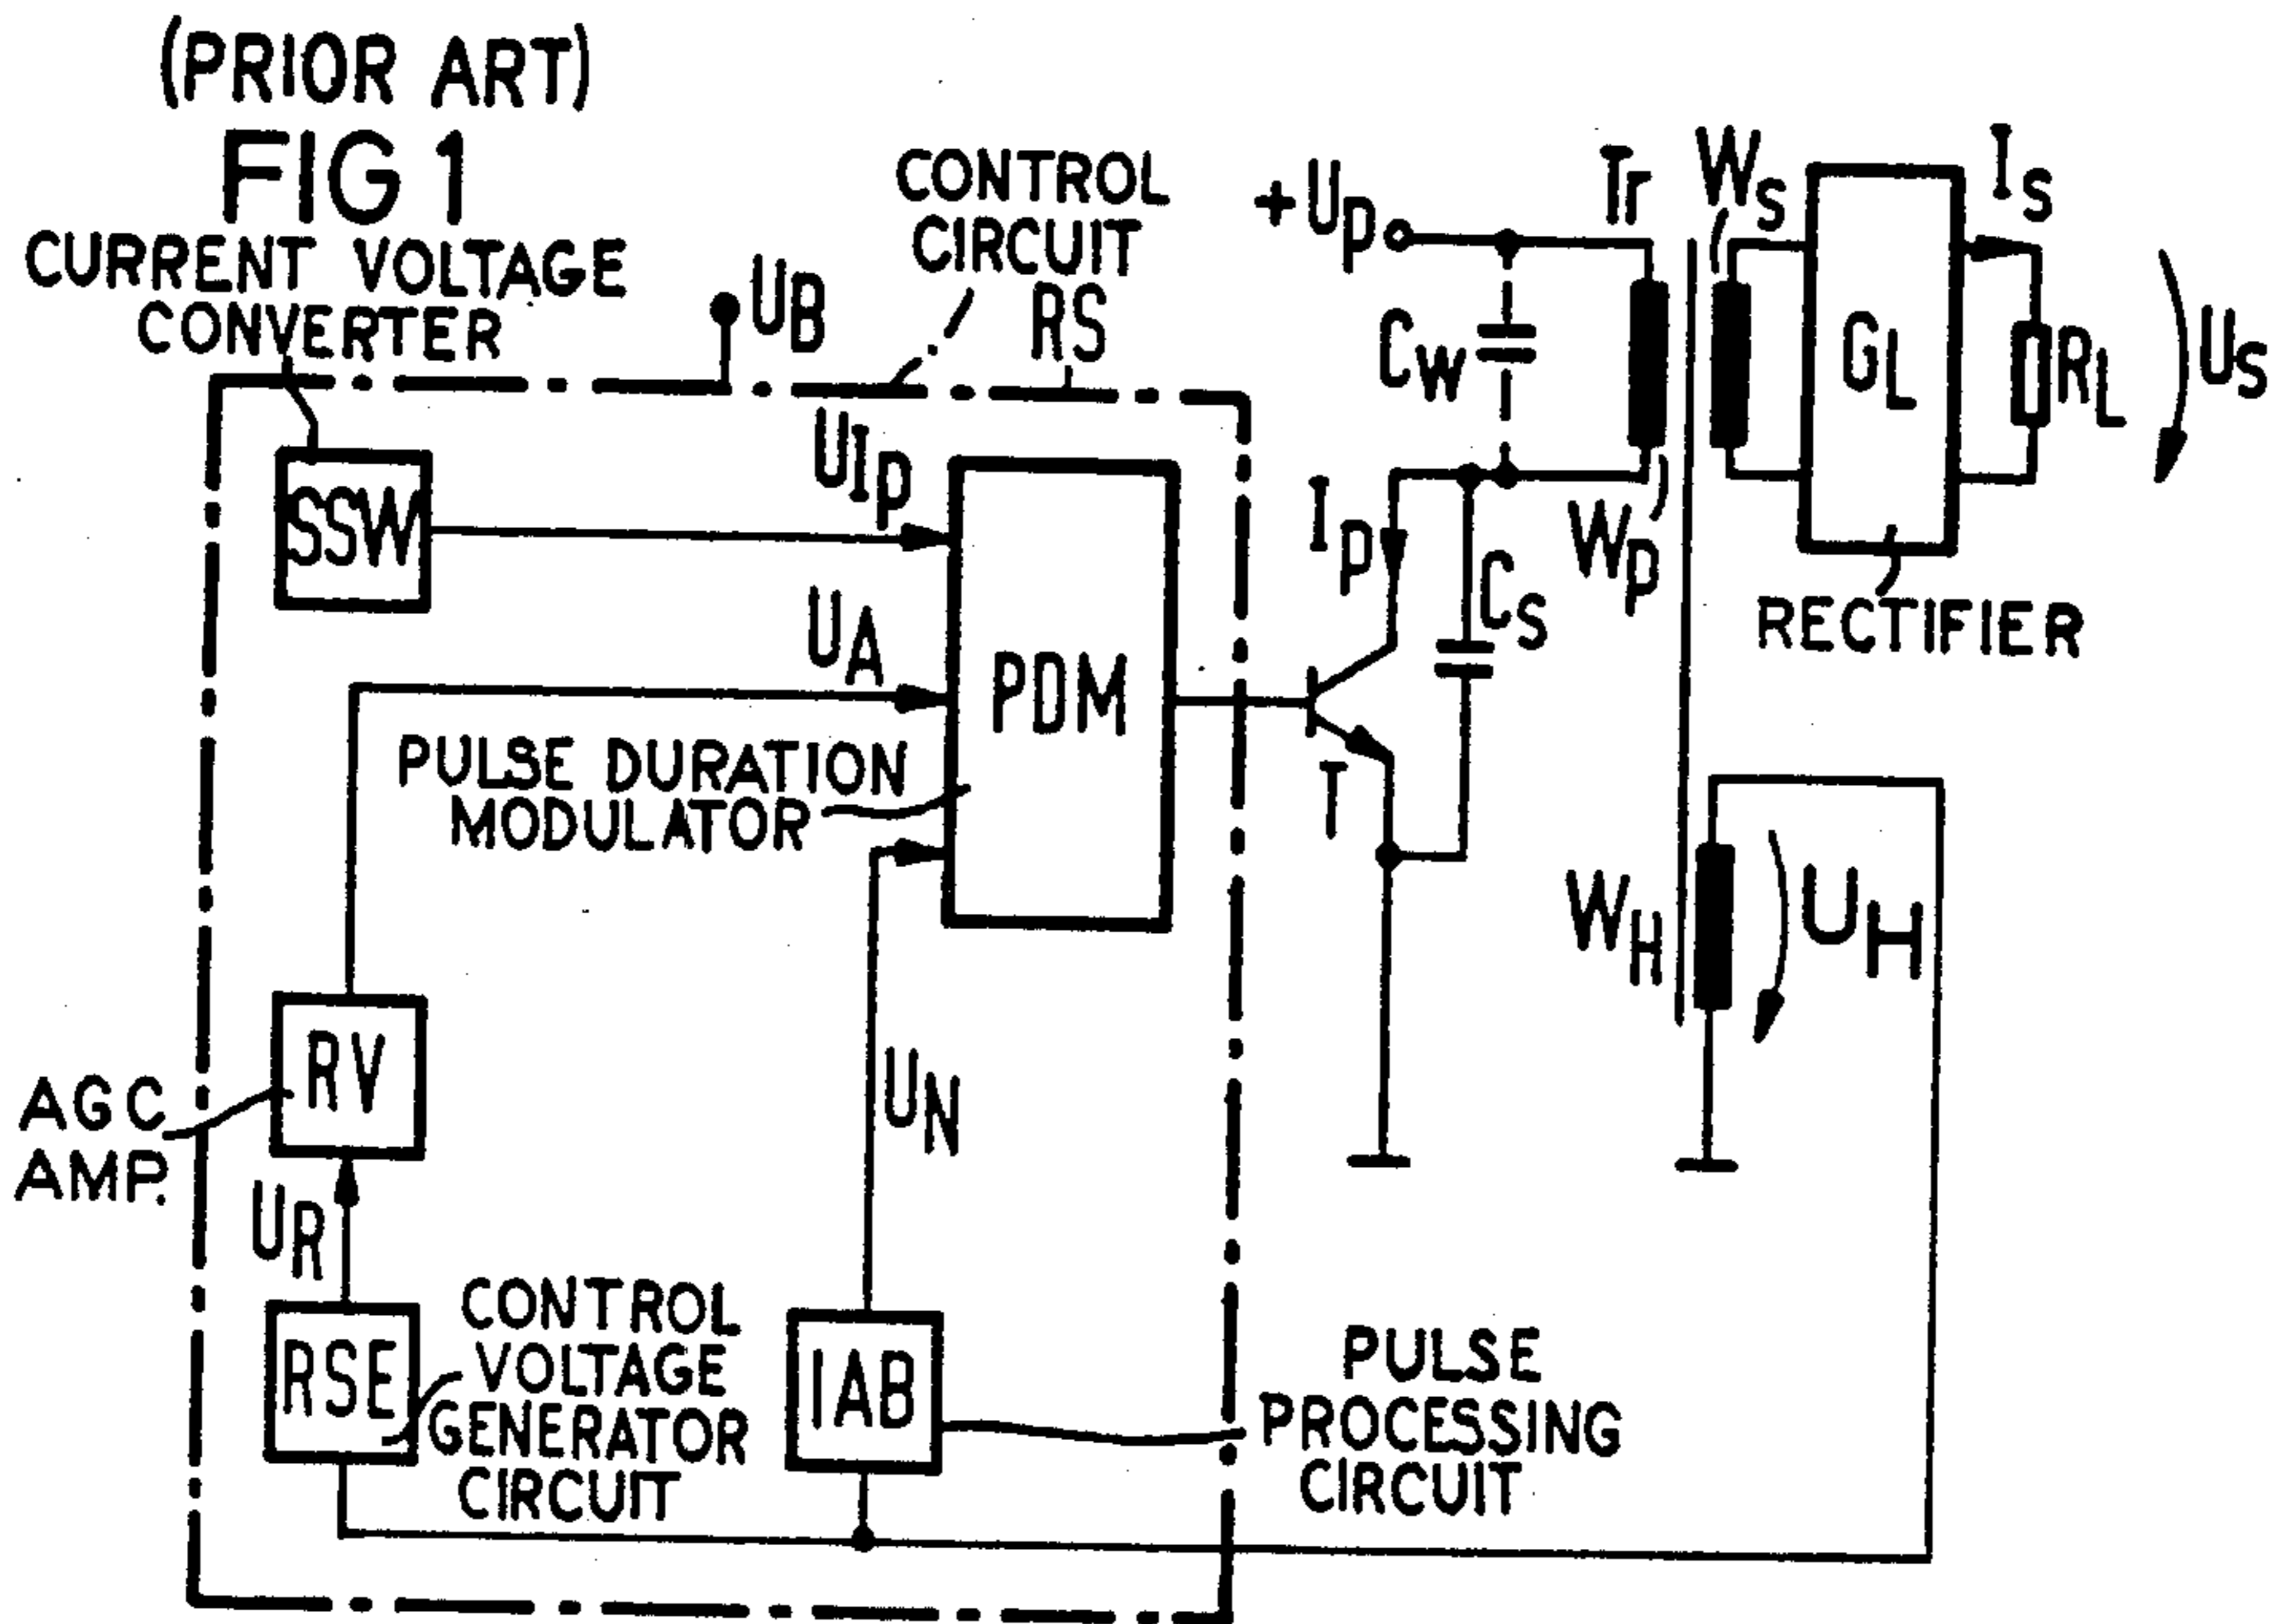 (PRIOR ART)
FIG 1
CURRENT VOLTAGE
CONVERTER
UB
CONTROL
CIRCUIT
RS
+UP
Tr
WS
IS
CW
GL
RL
US
SSW
UIP
IP
WP
CS
RECTIFIER
UA
PDM
PULSE DURATION
MODULATOR
T
WH
UH
RV
AGC
AMP.
UN
UR
RSE
CONTROL
VOLTAGE
GENERATOR
CIRCUIT
IAB
PULSE
PROCESSING
CIRCUIT